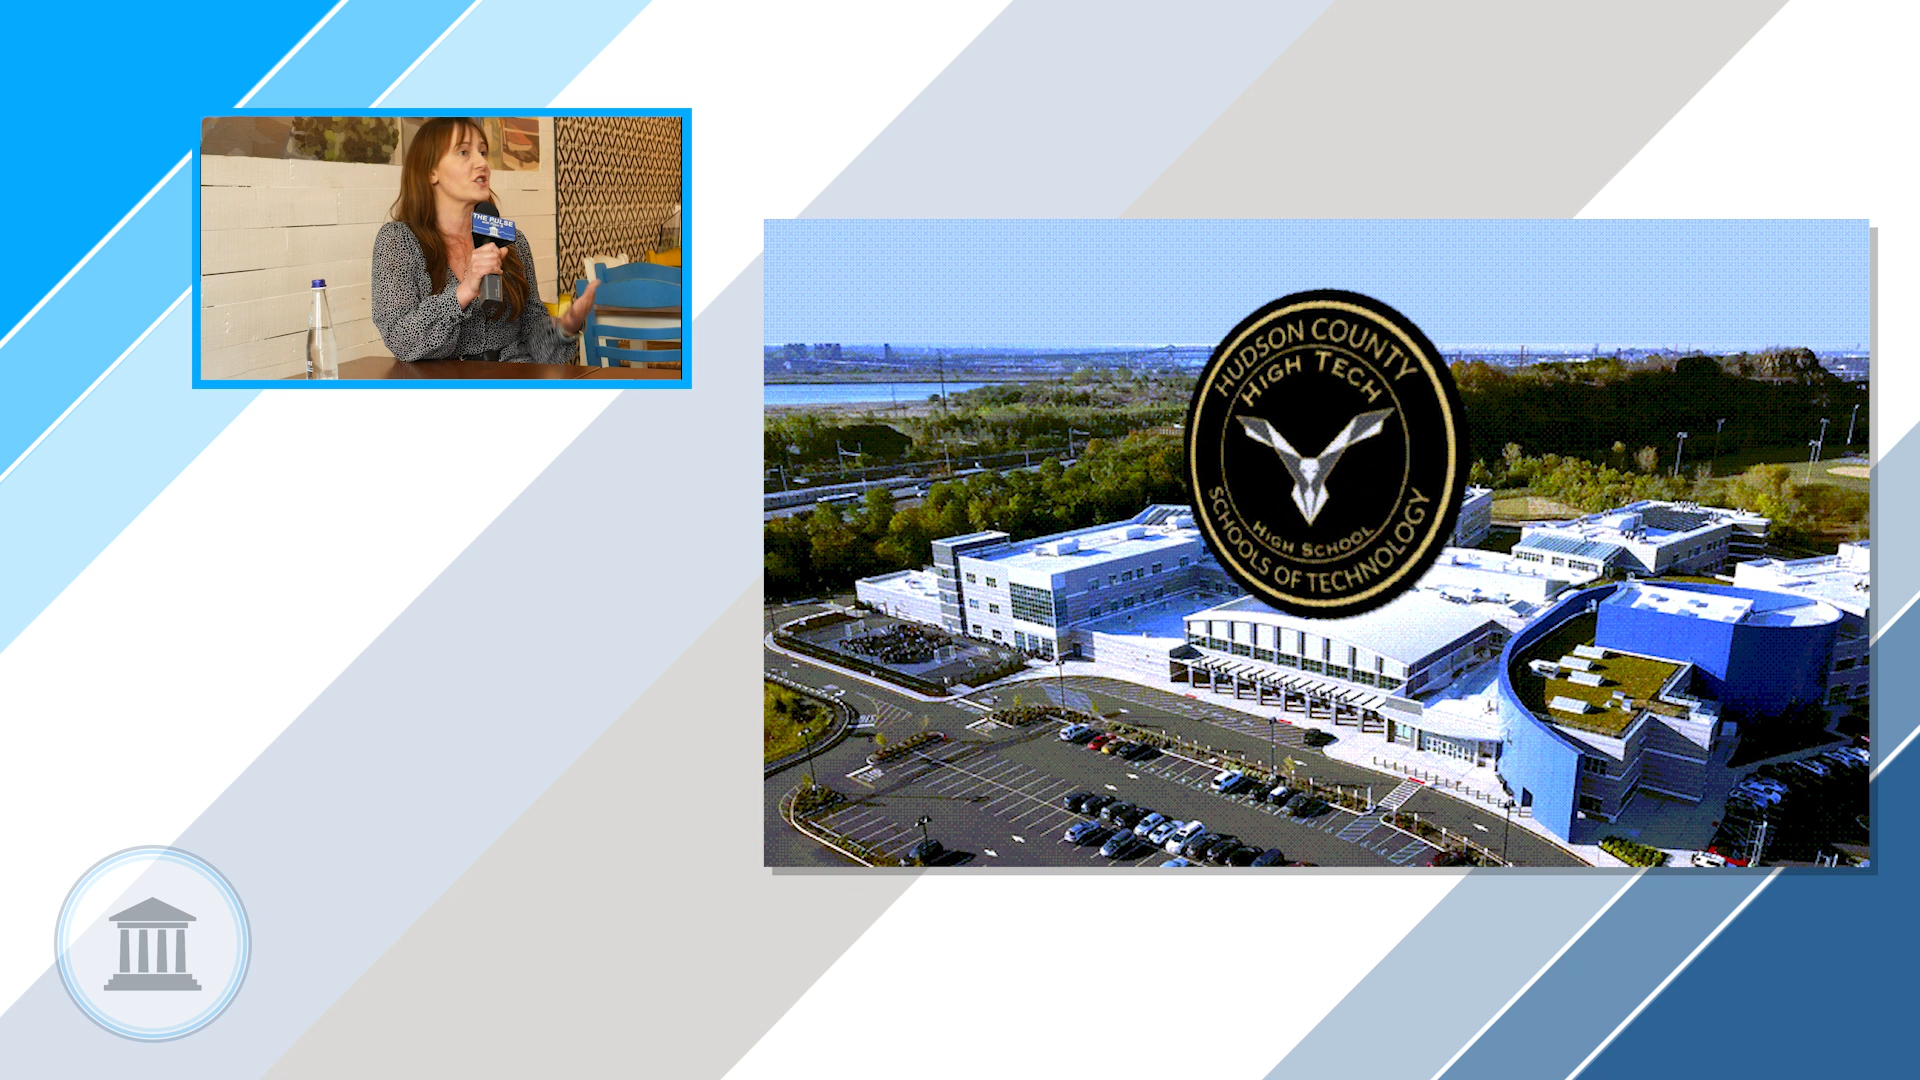 THE PULSE
HUDSON COUNTY
HIGH TECH
HIGH SCHOOL
SCHOOLS OF TECHNOLOGY